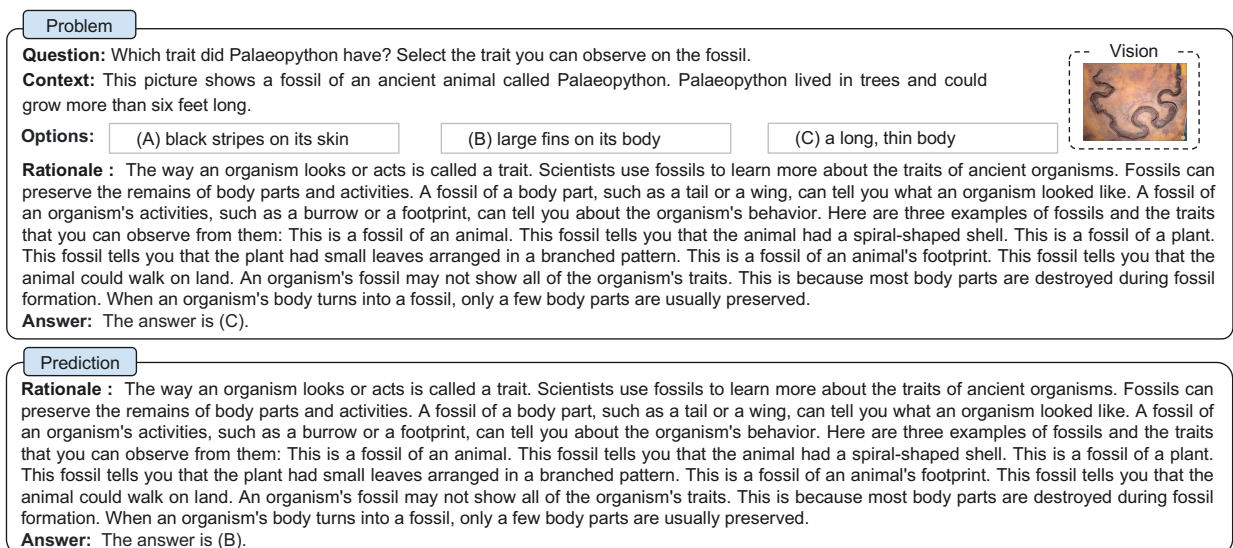 Problem
Question: Which trait did Palaeopython have? Select the trait you can observe on the fossil.
Vision
Context: This picture shows a fossil of an ancient animal called Palaeopython. Palaeopython lived in trees and could
grow more than six feet long.
Options: (A) black stripes on its skin (B) large fins on its body (C) a long, thin body
Rationale : The way an organism looks or acts is called a trait. Scientists use fossils to learn more about the traits of ancient organisms. Fossils can
preserve the remains of body parts and activities. A fossil of a body part, such as a tail or a wing, can tell you what an organism looked like. A fossil of
an organism's activities, such as a burrow or a footprint, can tell you about the organism's behavior. Here are three examples of fossils and the traits
that you can observe from them: This is a fossil of an animal. This fossil tells you that the animal had a spiral-shaped shell. This is a fossil of a plant.
This fossil tells you that the plant had small leaves arranged in a branched pattern. This is a fossil of an animal's footprint. This fossil tells you that the
animal could walk on land. An organism's fossil may not show all of the organism's traits. This is because most body parts are destroyed during fossil
formation. When an organism's body turns into a fossil, only a few body parts are usually preserved.
Answer: The answer is (C).
Prediction
Rationale : The way an organism looks or acts is called a trait. Scientists use fossils to learn more about the traits of ancient organisms. Fossils can
preserve the remains of body parts and activities. A fossil of a body part, such as a tail or a wing, can tell you what an organism looked like. A fossil of
an organism's activities, such as a burrow or a footprint, can tell you about the organism's behavior. Here are three examples of fossils and the traits
that you can observe from them: This is a fossil of an animal. This fossil tells you that the animal had a spiral-shaped shell. This is a fossil of a plant.
This fossil tells you that the plant had small leaves arranged in a branched pattern. This is a fossil of an animal's footprint. This fossil tells you that the
animal could walk on land. An organism's fossil may not show all of the organism's traits. This is because most body parts are destroyed during fossil
formation. When an organism's body turns into a fossil, only a few body parts are usually preserved.
Answer: The answer is (B).